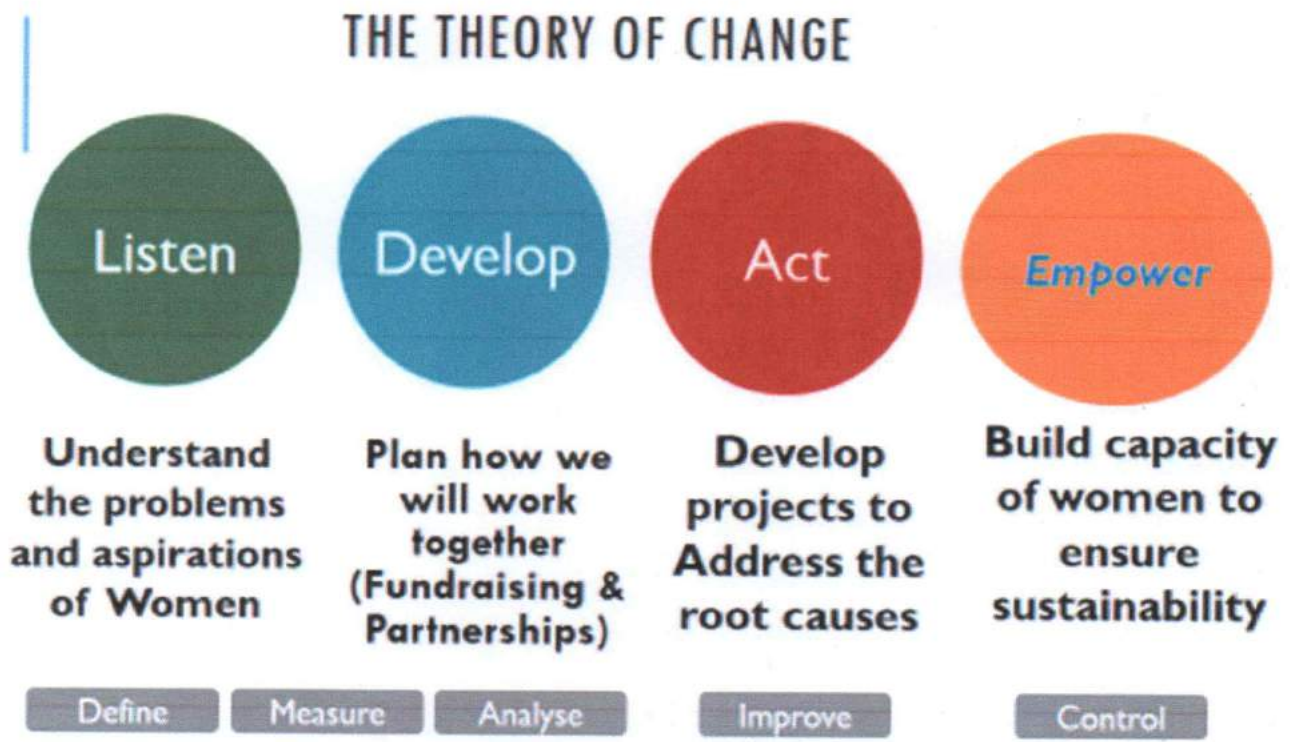 THE THEORY OF CHANGE
Listen
Develop
Act
Empower
Understand
the problems
and aspirations
of Women
Plan how we
will work
together
(Fundraising &
Partnerships)
Develop
projects to
Address the
root causes
Build capacity
of women to
ensure
sustainability
Define
Measure
Analyse
Improve
Control